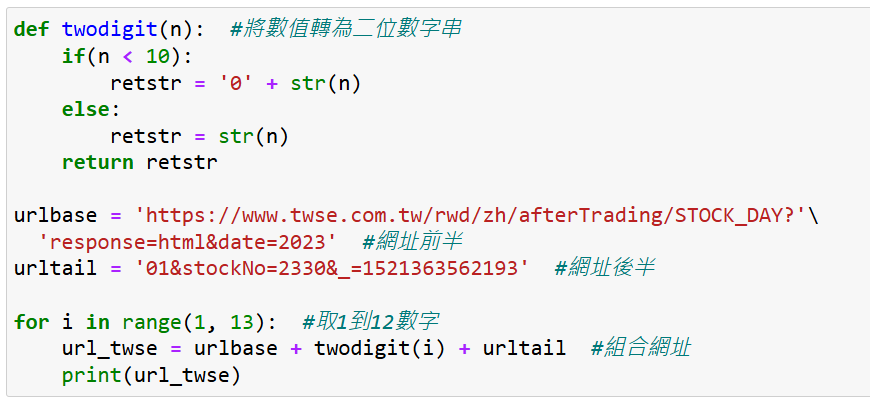 def twodigit(n):  #將數值轉為二位數字串
    if(n < 10):
        retstr = '0' + str(n)
    else:
        retstr = str(n)
    return retstr

urlbase = 'https://www.twse.com.tw/rwd/zh/afterTrading/STOCK_DAY?'\
  'response=html&date=2023'  #網址前半
urltail = '01&stockNo=2330&_=1521363562193'  #網址後半

for i in range(1, 13):  #取1到12數字
    url_twse = urlbase + twodigit(i) + urltail  #組合網址
    print(url_twse)